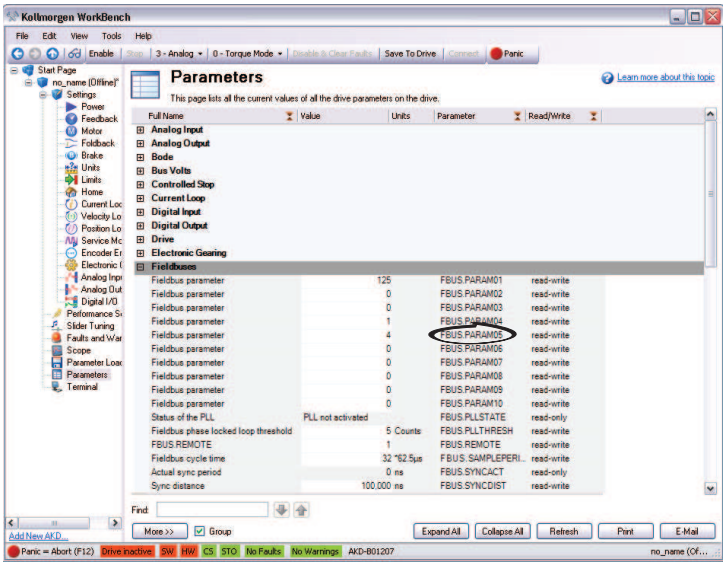 Kollmorgen WorkBench
File Edit View Tools Help
Enable Stop 3 - Analog 0 - Torque Mode Disable & Clear Faults Save To Drive Connect Panic
Start Page
no_name (Offline)*
Settings
Power
Feedback
Motor
Foldback
Brake
Units
Limits
Home
Current Loo
Velocity Lo
Position Lo
Service Mo
Encoder Er
Electronic (
Analog Inpu
Analog Out
Digital I/O
Performance Se
Slider Tuning
Faults and War
Scope
Parameter Load
Parameters
Terminal
Add New AKD...
Parameters
Learn more about this topic
This page lists all the current values of all the drive parameters on the drive.
Full Name Value Units Parameter Read/Write
Analog Input
Analog Output
Bode
Bus Volts
Controlled Stop
Current Loop
Digital Input
Digital Output
Drive
Electronic Gearing
Fieldbuses
Fieldbus parameter 125 FBUS.PARAM01 read-write
Fieldbus parameter 0 FBUS.PARAM02 read-write
Fieldbus parameter 0 FBUS.PARAM03 read-write
Fieldbus parameter 1 FBUS.PARAM04 read-write
Fieldbus parameter 4 FBUS.PARAM05 read-write
Fieldbus parameter 0 FBUS.PARAM06 read-write
Fieldbus parameter 0 FBUS.PARAM07 read-write
Fieldbus parameter 0 FBUS.PARAM08 read-write
Fieldbus parameter 0 FBUS.PARAM09 read-write
Fieldbus parameter 0 FBUS.PARAM10 read-write
Status of the PLL PLL not activated FBUS.PLLSTATE read-only
Fieldbus phase locked loop threshold 5 Counts FBUS.PLLTHRESH read-write
FBUS.REMOTE 1 FBUS.REMOTE read-write
Fieldbus cycle time 32 *62.5µs FBUS.SAMPLEPERI... read-write
Actual sync period 0 ns FBUS.SYNCACT read-only
Sync distance 100,000 ns FBUS.SYNCDIST read-write
Find:
More >> Group Expand All Collapse All Refresh Print E-Mail
Panic = Abort (F12) Drive inactive SW HW CS STO No Faults No Warnings AKD-B01207 no_name (Of...